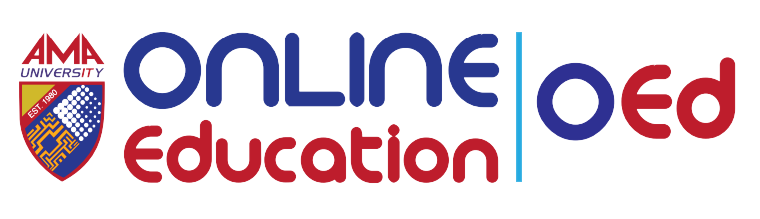 AMA
UNIVERSITY
EST. 1980
ONLINE
Education
OEd